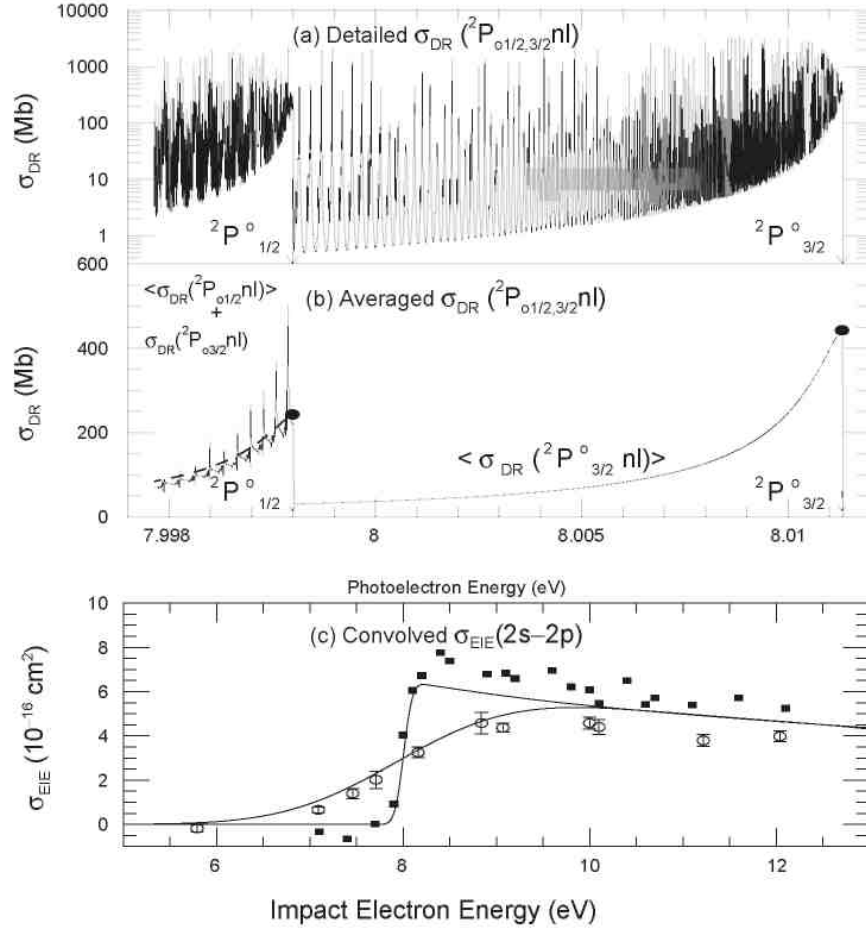 (a) Detailed σDR (²Po1/2,3/2nl)
1000
100
10
1
σDR (Mb)
²P°1/2
²P°3/2
600
400
200
0
σDR (Mb)
<σDR(²Po1/2nl)>
+
σDR(²Po3/2nl)
(b) Averaged σDR (²Po1/2,3/2nl)
²P°1/2
< σDR (²P°3/2 nl)>
²P°3/2
7.998
8
8.005
8.01
Photoelectron Energy (eV)
(c) Convolved σEIE(2s–2p)
10
8
6
4
2
0
σEIE (10⁻¹⁶ cm²)
6
8
10
12
Impact Electron Energy (eV)